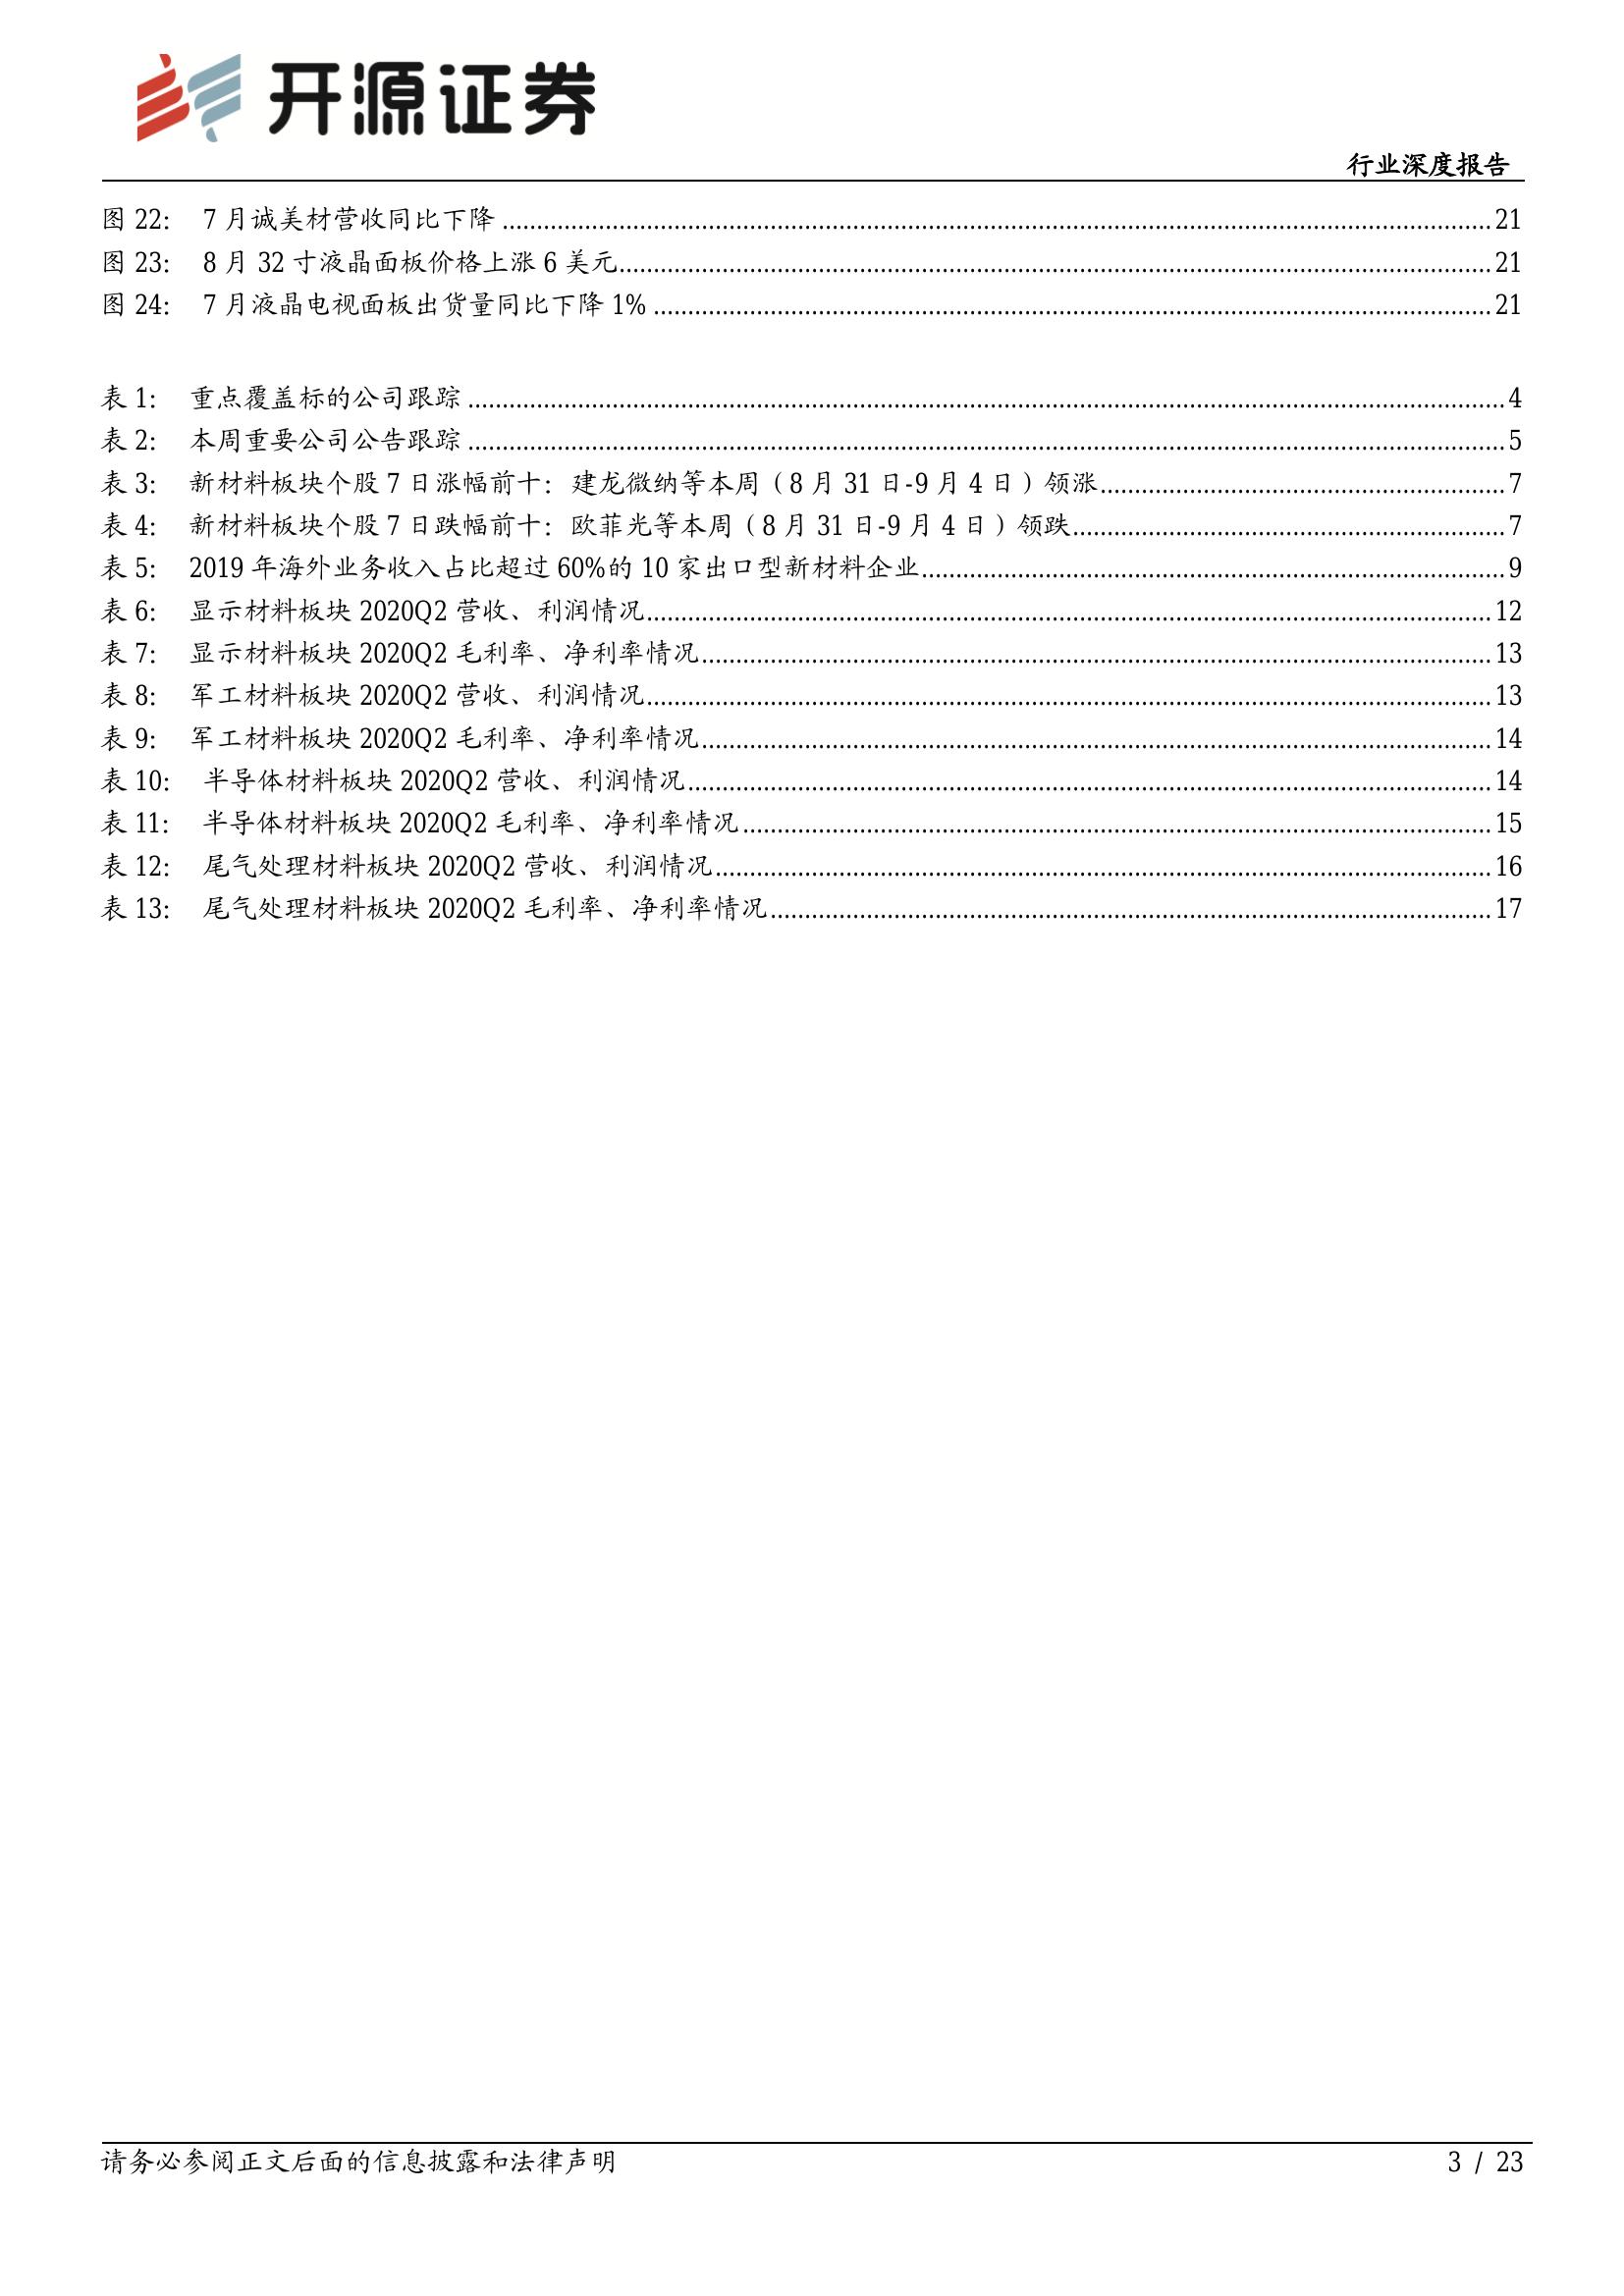 开源证券
行业深度报告
图 22： 7 月诚美材营收同比下降 ........ 21
图 23： 8 月 32 寸液晶面板价格上涨 6 美元 ........ 21
图 24： 7 月液晶电视面板出货量同比下降 1% ........ 21
表 1： 重点覆盖标的公司跟踪 ........ 4
表 2： 本周重要公司公告跟踪 ........ 5
表 3： 新材料板块个股 7 日涨幅前十：建龙微纳等本周（8 月 31 日-9 月 4 日）领涨 ........ 7
表 4： 新材料板块个股 7 日跌幅前十：欧菲光等本周（8 月 31 日-9 月 4 日）领跌 ........ 7
表 5： 2019 年海外业务收入占比超过 60%的 10 家出口型新材料企业 ........ 9
表 6： 显示材料板块 2020Q2 营收、利润情况 ........ 12
表 7： 显示材料板块 2020Q2 毛利率、净利率情况 ........ 13
表 8： 军工材料板块 2020Q2 营收、利润情况 ........ 13
表 9： 军工材料板块 2020Q2 毛利率、净利率情况 ........ 14
表 10： 半导体材料板块 2020Q2 营收、利润情况 ........ 14
表 11： 半导体材料板块 2020Q2 毛利率、净利率情况 ........ 15
表 12： 尾气处理材料板块 2020Q2 营收、利润情况 ........ 16
表 13： 尾气处理材料板块 2020Q2 毛利率、净利率情况 ........ 17
请务必参阅正文后面的信息披露和法律声明 3 / 23